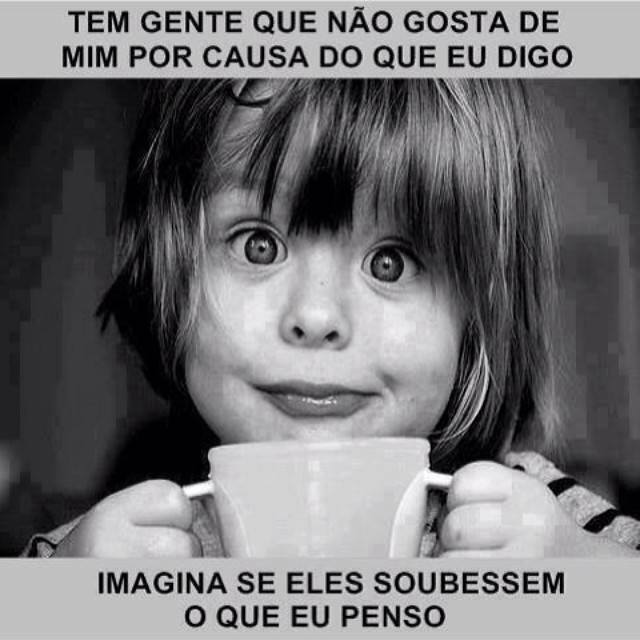 TEM GENTE QUE NÃO GOSTA DE
MIM POR CAUSA DO QUE EU DIGO
IMAGINA SE ELES SOUBESSEM
O QUE EU PENSO